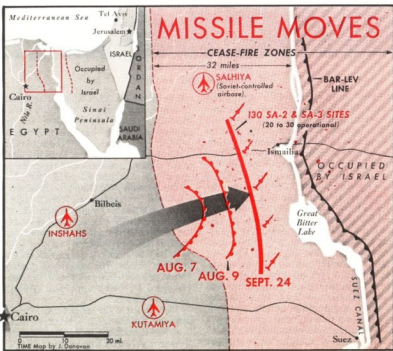 MISSILE MOVES
Mediterranean Sea
Tel Aviv
Jerusalem
ISRAEL
JORDAN
Occupied
by
Israel
Cairo
Nile R.
Sinai
Peninsula
EGYPT
SAUDI
ARABIA
CEASE-FIRE ZONES
32 miles
SALHIYA
(Soviet-controlled
airbase)
BAR-LEV
LINE
130 SA-2 & SA-3 SITES
(20 to 30 operational)
Ismailia
OCCUPIED
BY ISRAEL
Bilbeis
INSHAHS
Great
Bitter
Lake
AUG. 7
AUG. 9
SEPT. 24
SUEZ CANAL
Cairo
KUTAMIYA
Suez
0 10 20 mi.
TIME Map by J. Donovan